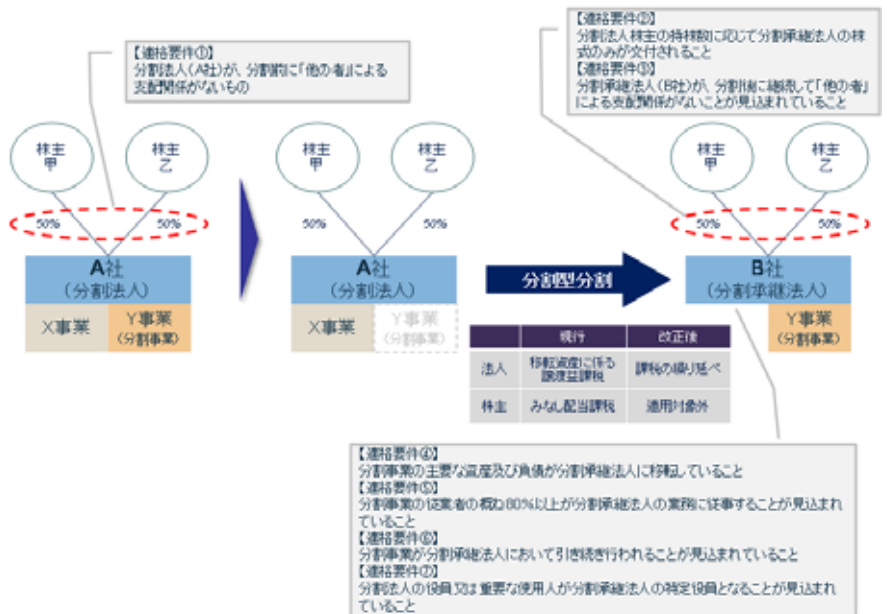 【適格要件①】
分割法人(A社)が、分割前に「他の者」による
支配関係がないもの
【適格要件②】
分割法人株主の持株数に応じて分割承継法人の株
式のみが交付されること
【適格要件③】
分割承継法人(B社)が、分割後に継続して「他の者」
による支配関係がないことが見込まれていること
株主
甲
株主
乙
50%
50%
A社
(分割法人)
X事業
Y事業
(分割事業)
株主
甲
株主
乙
50%
50%
A社
(分割法人)
X事業
Y事業
(分割事業)
分割型分割
現行
改正後
法人
移転資産に係る
譲渡益課税
課税の繰り延べ
株主
みなし配当課税
適用対象外
株主
甲
株主
乙
50%
50%
B社
(分割承継法人)
Y事業
(分割事業)
【適格要件④】
分割事業の主要な資産及び負債が分割承継法人に移転していること
【適格要件⑤】
分割事業の従業者の概ね80%以上が分割承継法人の業務に従事することが見込まれ
ていること
【適格要件⑥】
分割事業が分割承継法人において引き続き行われることが見込まれていること
【適格要件⑦】
分割法人の役員又は重要な使用人が分割承継法人の特定役員となることが見込まれ
ていること